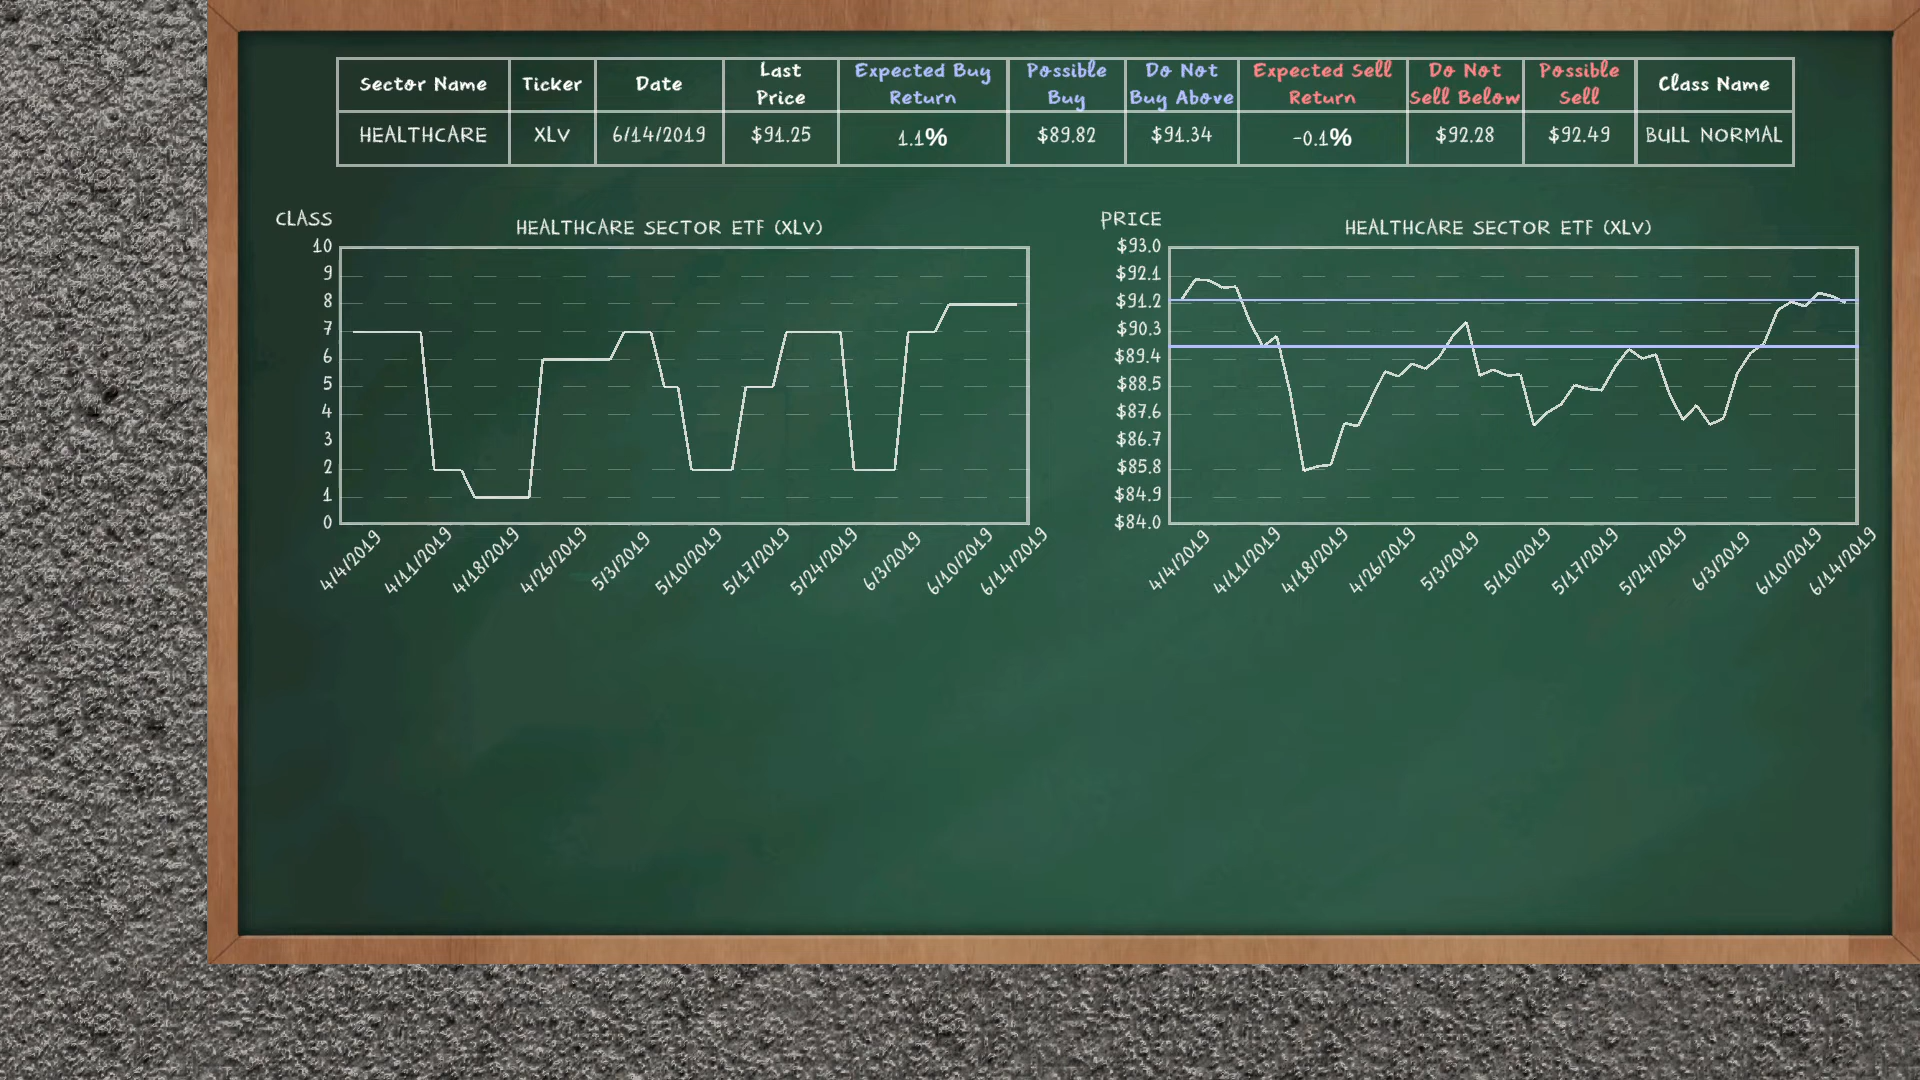 Sector Name Ticker Date Last Price Expected Buy Return Possible Buy Do Not Buy Above Expected Sell Return Do Not Sell Below Possible Sell Class Name
HEALTHCARE XLV 6/14/2019 $91.25 1.1% $89.82 $91.34 -0.1% $92.28 $92.49 BULL NORMAL
CLASS
HEALTHCARE SECTOR ETF (XLV)
10
9
8
7
6
5
4
3
2
1
0
4/4/2019 4/11/2019 4/18/2019 4/26/2019 5/3/2019 5/10/2019 5/17/2019 5/24/2019 6/3/2019 6/10/2019 6/14/2019
PRICE
HEALTHCARE SECTOR ETF (XLV)
$93.0
$92.1
$91.2
$90.3
$89.4
$88.5
$87.6
$86.7
$85.8
$84.9
$84.0
4/4/2019 4/11/2019 4/18/2019 4/26/2019 5/3/2019 5/10/2019 5/17/2019 5/24/2019 6/3/2019 6/10/2019 6/14/2019